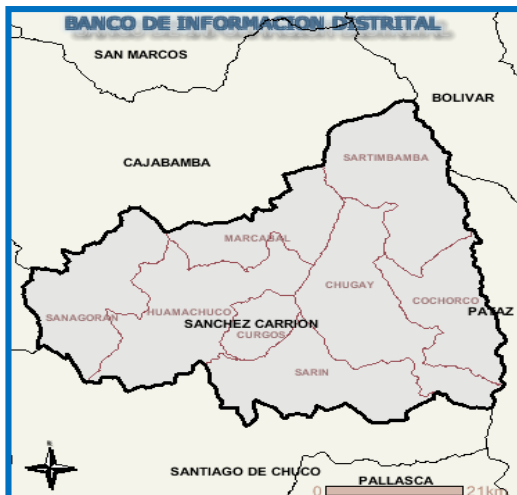 BANCO DE INFORMACION DISTRITAL
SAN MARCOS
BOLIVAR
CAJABAMBA
SARTIMBAMBA
MARCABAL
CHUGAY
COCHORCO
SANAGORAN
HUAMACHUCO
PATAZ
SANCHEZ CARRION
CURGOS
SARIN
SANTIAGO DE CHUCO
PALLASCA
0 21km